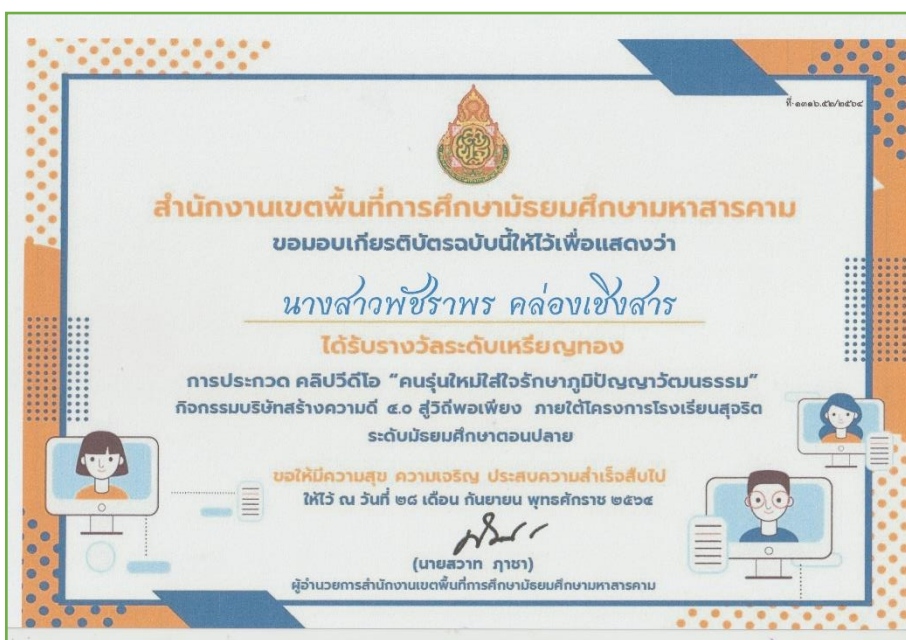 ที่ ๑๓๑๖.๕๒/๒๕๖๔
สำนักงานเขตพื้นที่การศึกษามัธยมศึกษามหาสารคาม
ขอมอบเกียรติบัตรฉบับนี้ให้ไว้เพื่อแสดงว่า
นางสาวพัชราพร คล่องเชิงสาร
ได้รับรางวัลระดับเหรียญทอง
การประกวด คลิปวีดีโอ “คนรุ่นใหม่ใส่ใจรักษาภูมิปัญญาวัฒนธรรม”
กิจกรรมบริษัทสร้างความดี ๔.๐ สู่วิถีพอเพียง ภายใต้โครงการโรงเรียนสุจริต
ระดับมัธยมศึกษาตอนปลาย
ขอให้มีความสุข ความเจริญ ประสบความสำเร็จสืบไป
ให้ไว้ ณ วันที่ ๒๘ เดือน กันยายน พุทธศักราช ๒๕๖๔
(นายสวาท ฦาชา)
ผู้อำนวยการสำนักงานเขตพื้นที่การศึกษามัธยมศึกษามหาสารคาม